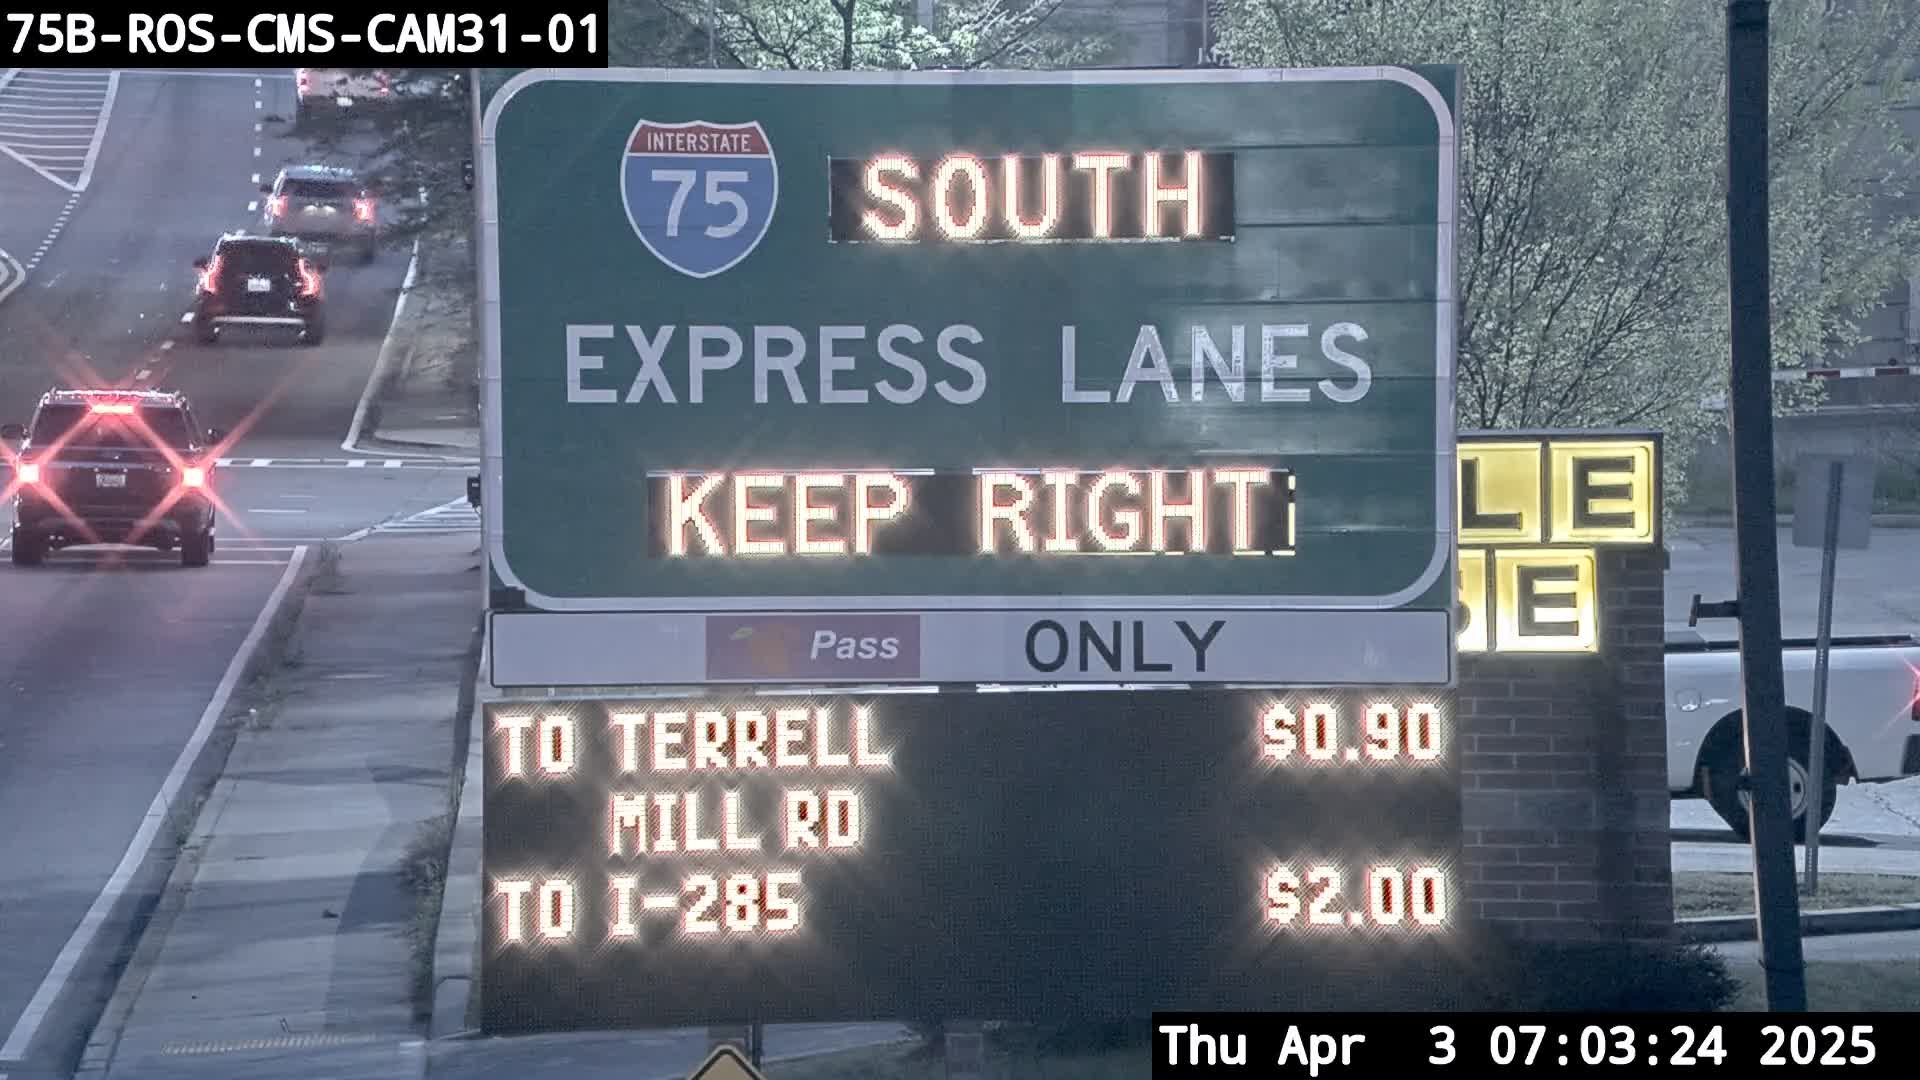 75B-ROS-CMS-CAM31-01
INTERSTATE
75
SOUTH
EXPRESS LANES
KEEP RIGHT
Pass ONLY
TO TERRELL $0.90
MILL RD
TO I-285 $2.00
LE
E
Thu Apr 3 07:03:24 2025